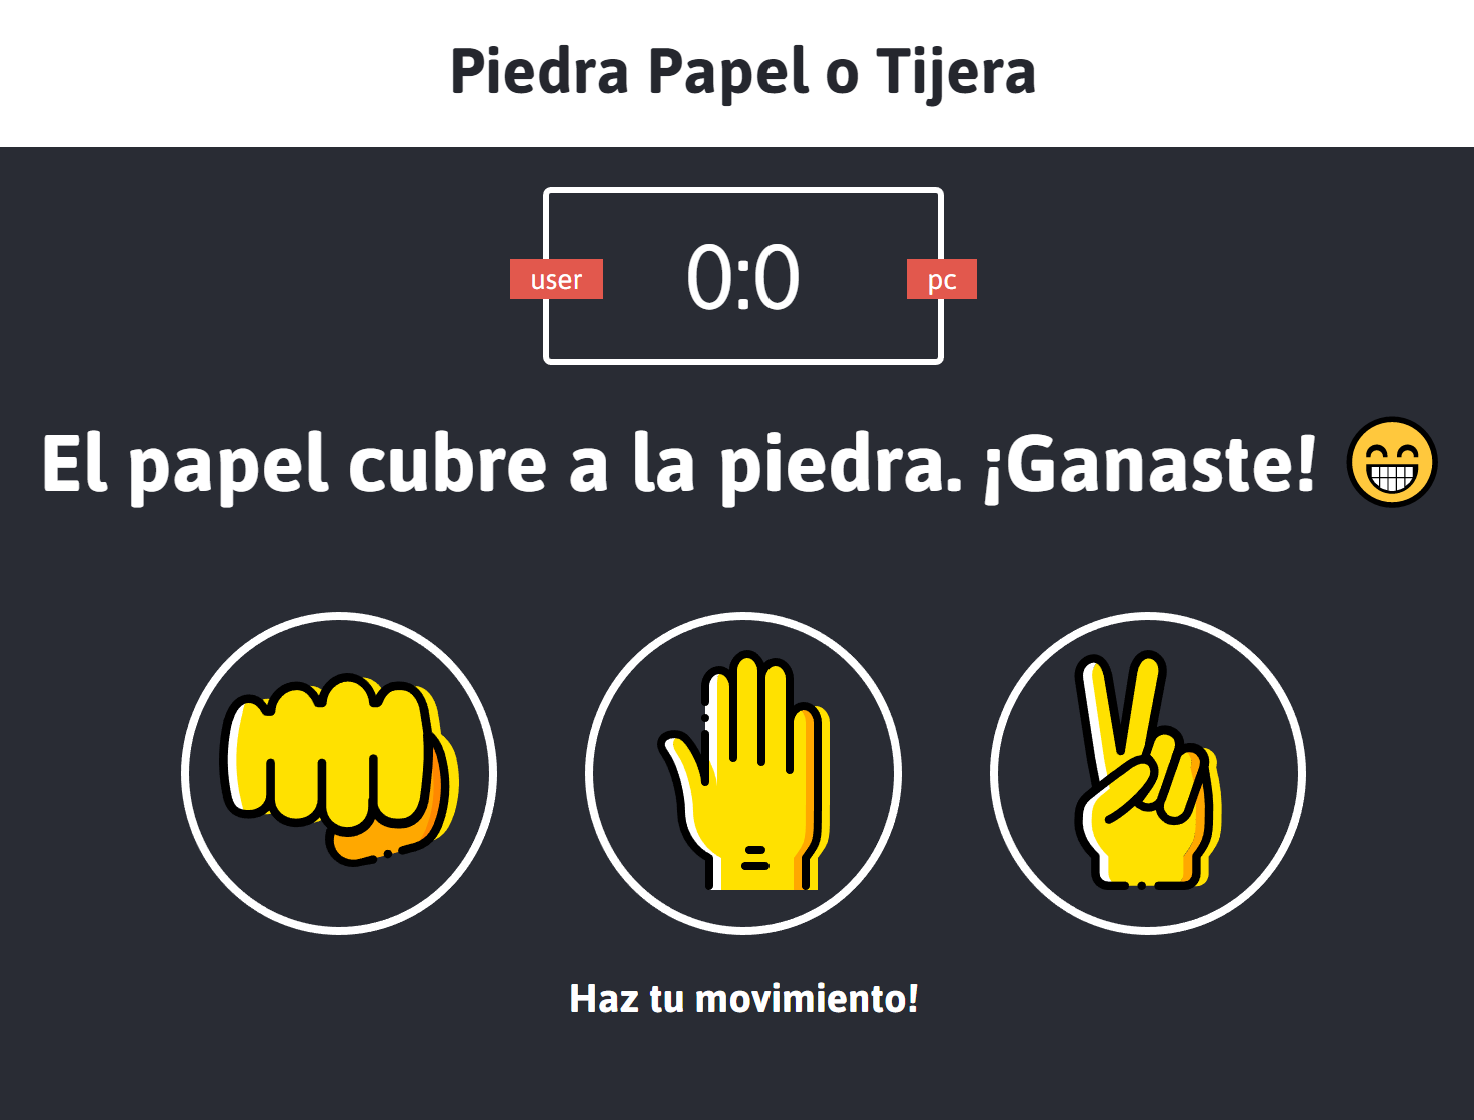 Piedra Papel o Tijera
user 0:0 pc
El papel cubre a la piedra. ¡Ganaste! 😁
Haz tu movimiento!